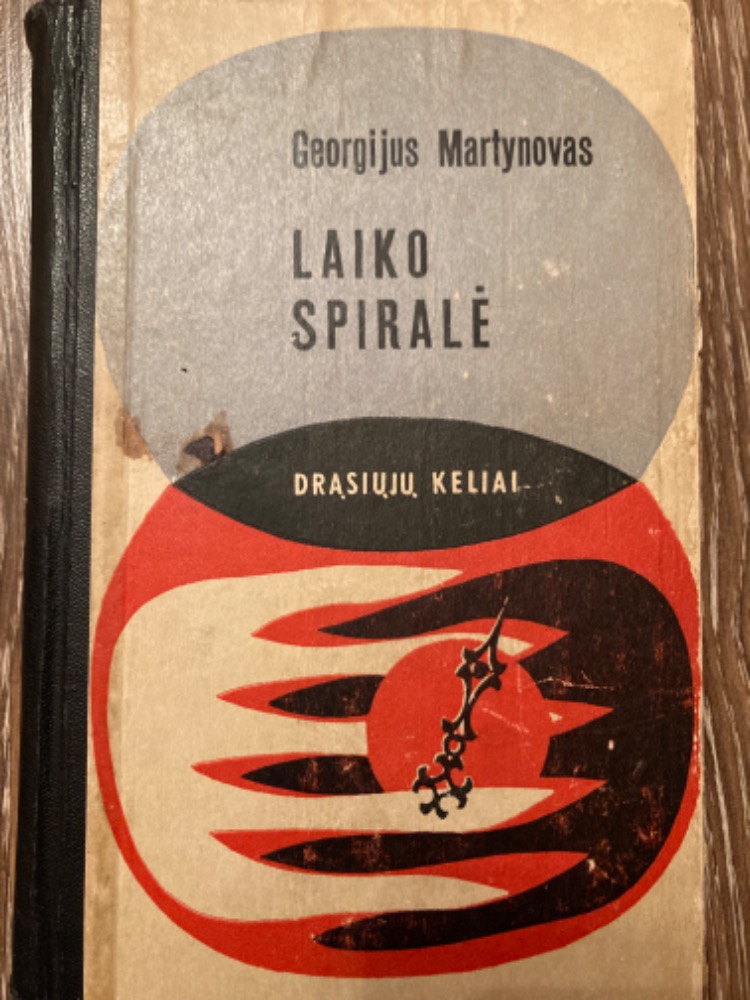 Georgijus Martynovas
LAIKO
SPIRALĖ
DRĄSIŲJŲ KELIAI